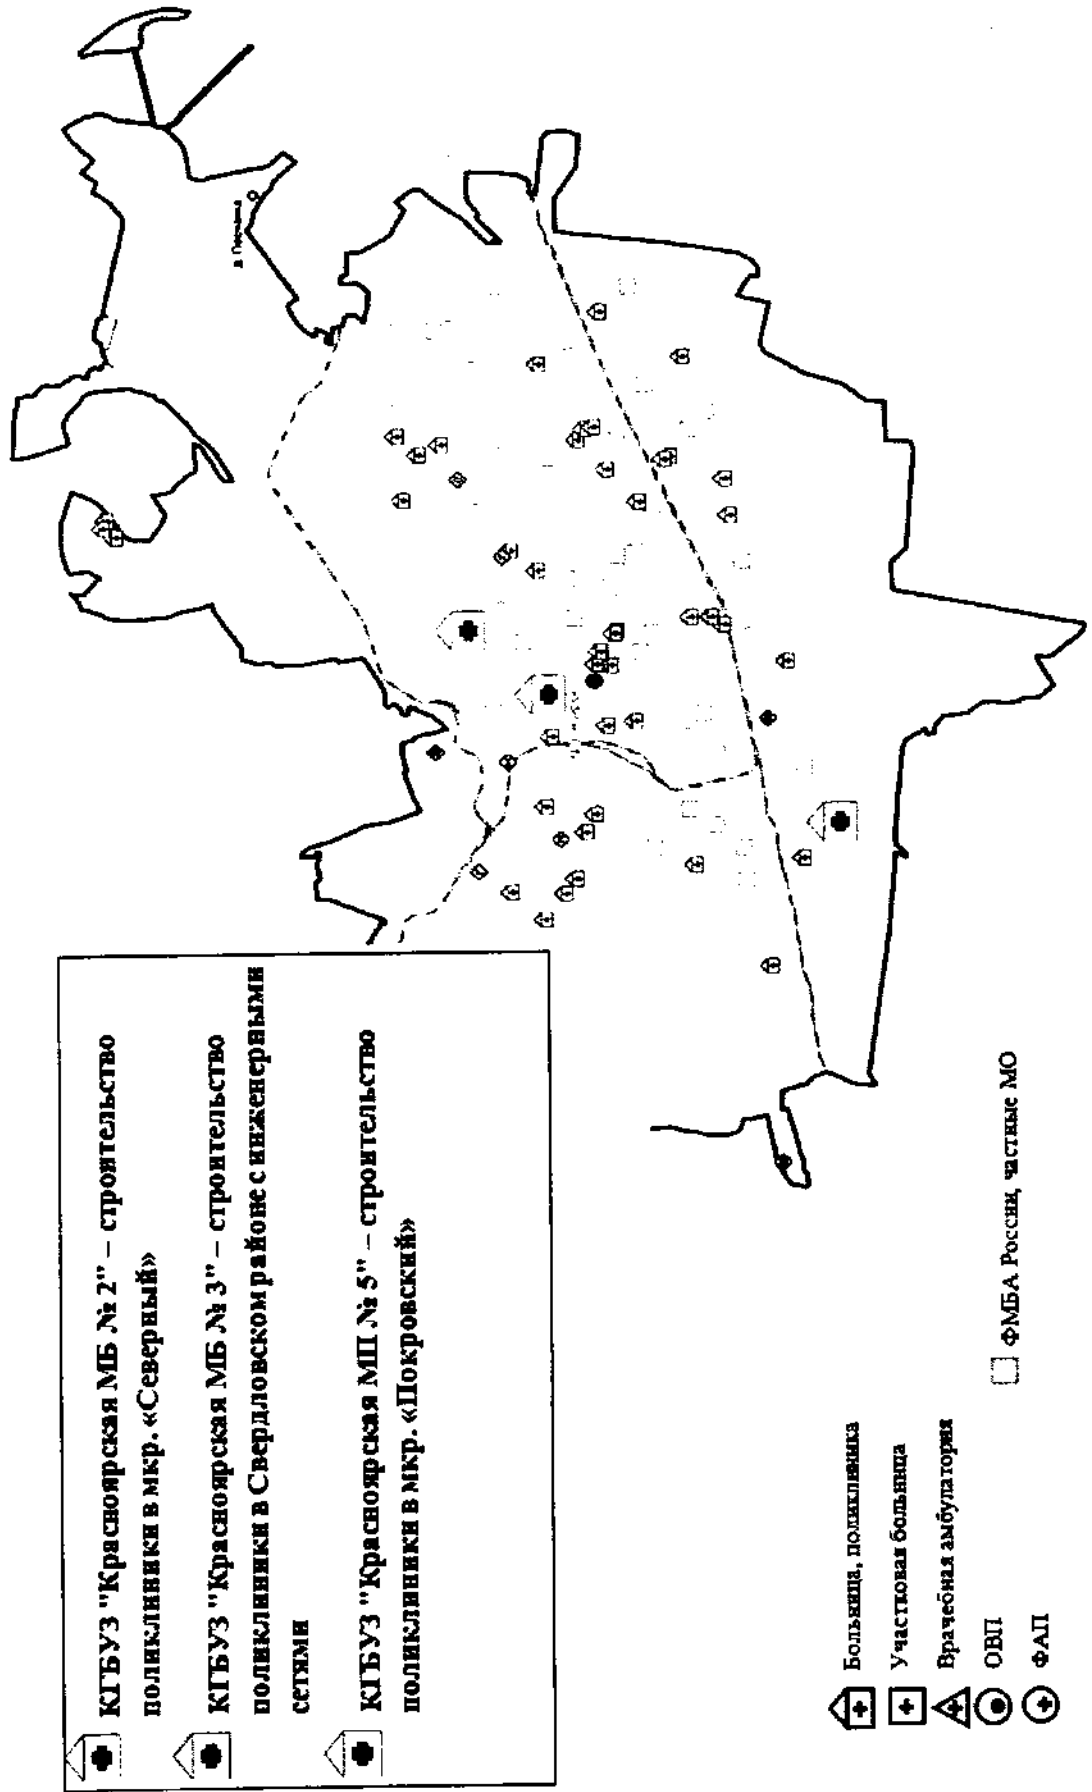 КГБУЗ "Красноярская МБ № 2" – строительство
поликлиники в мкр. «Северный»
КГБУЗ "Красноярская МБ № 3" – строительство
поликлиники в Свердловском районе с инженерными
сетями
КГБУЗ "Красноярская МП № 5" – строительство
поликлиники в мкр. «Покровский»
Больница, поликлиника
Участковая больница
Врачебная амбулатория
ОВП
ФАП
ФМБА России, частные МО